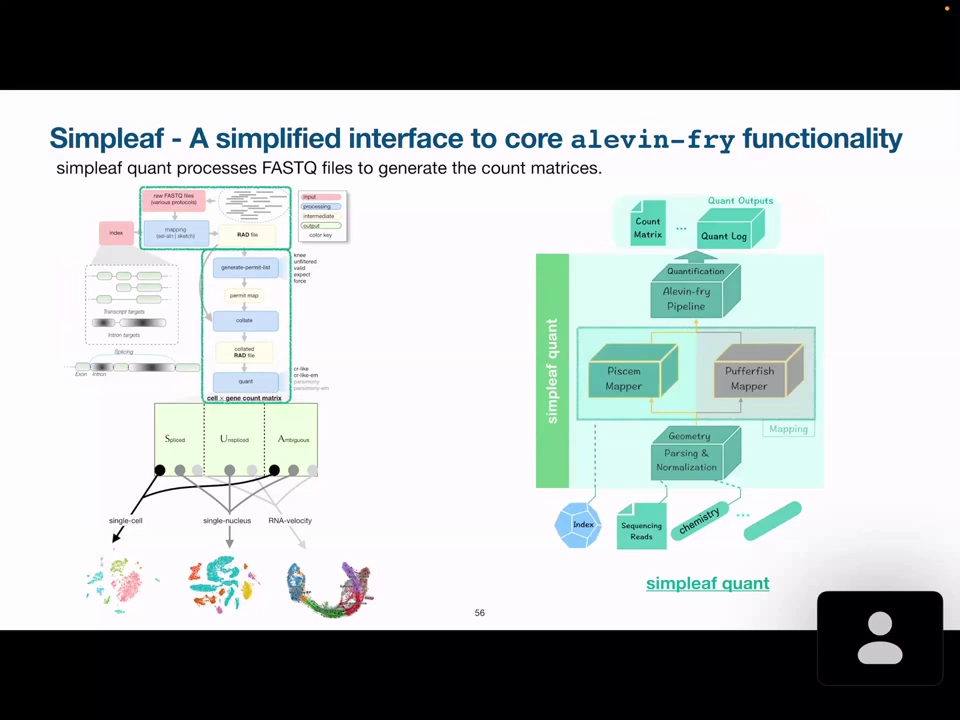 Simpleaf - A simplified interface to core alevin-fry functionality
simpleaf quant processes FASTQ files to generate the count matrices.
raw FASTQ files
(various protocols)
index
mapping
(sel-aln | sketch)
RAD file
input
processing
intermediate
output
color key
generate-permit-list
knee
unfiltered
valid
expect
force
permit map
collate
collated
RAD file
quant
cr-like
cr-like-em
parsimony
parsimony-em
cell × gene count matrix
Transcript targets
Intron targets
Splicing
Exon
Intron
Spliced
Unspliced
Ambiguous
single-cell
single-nucleus
RNA-velocity
Quant Outputs
Count
Matrix
...
Quant Log
Quantification
Alevin-fry
Pipeline
simpleaf quant
Piscem
Mapper
Pufferfish
Mapper
Mapping
Geometry
Parsing &
Normalization
Index
Sequencing
Reads
chemistry
...
simpleaf quant
56